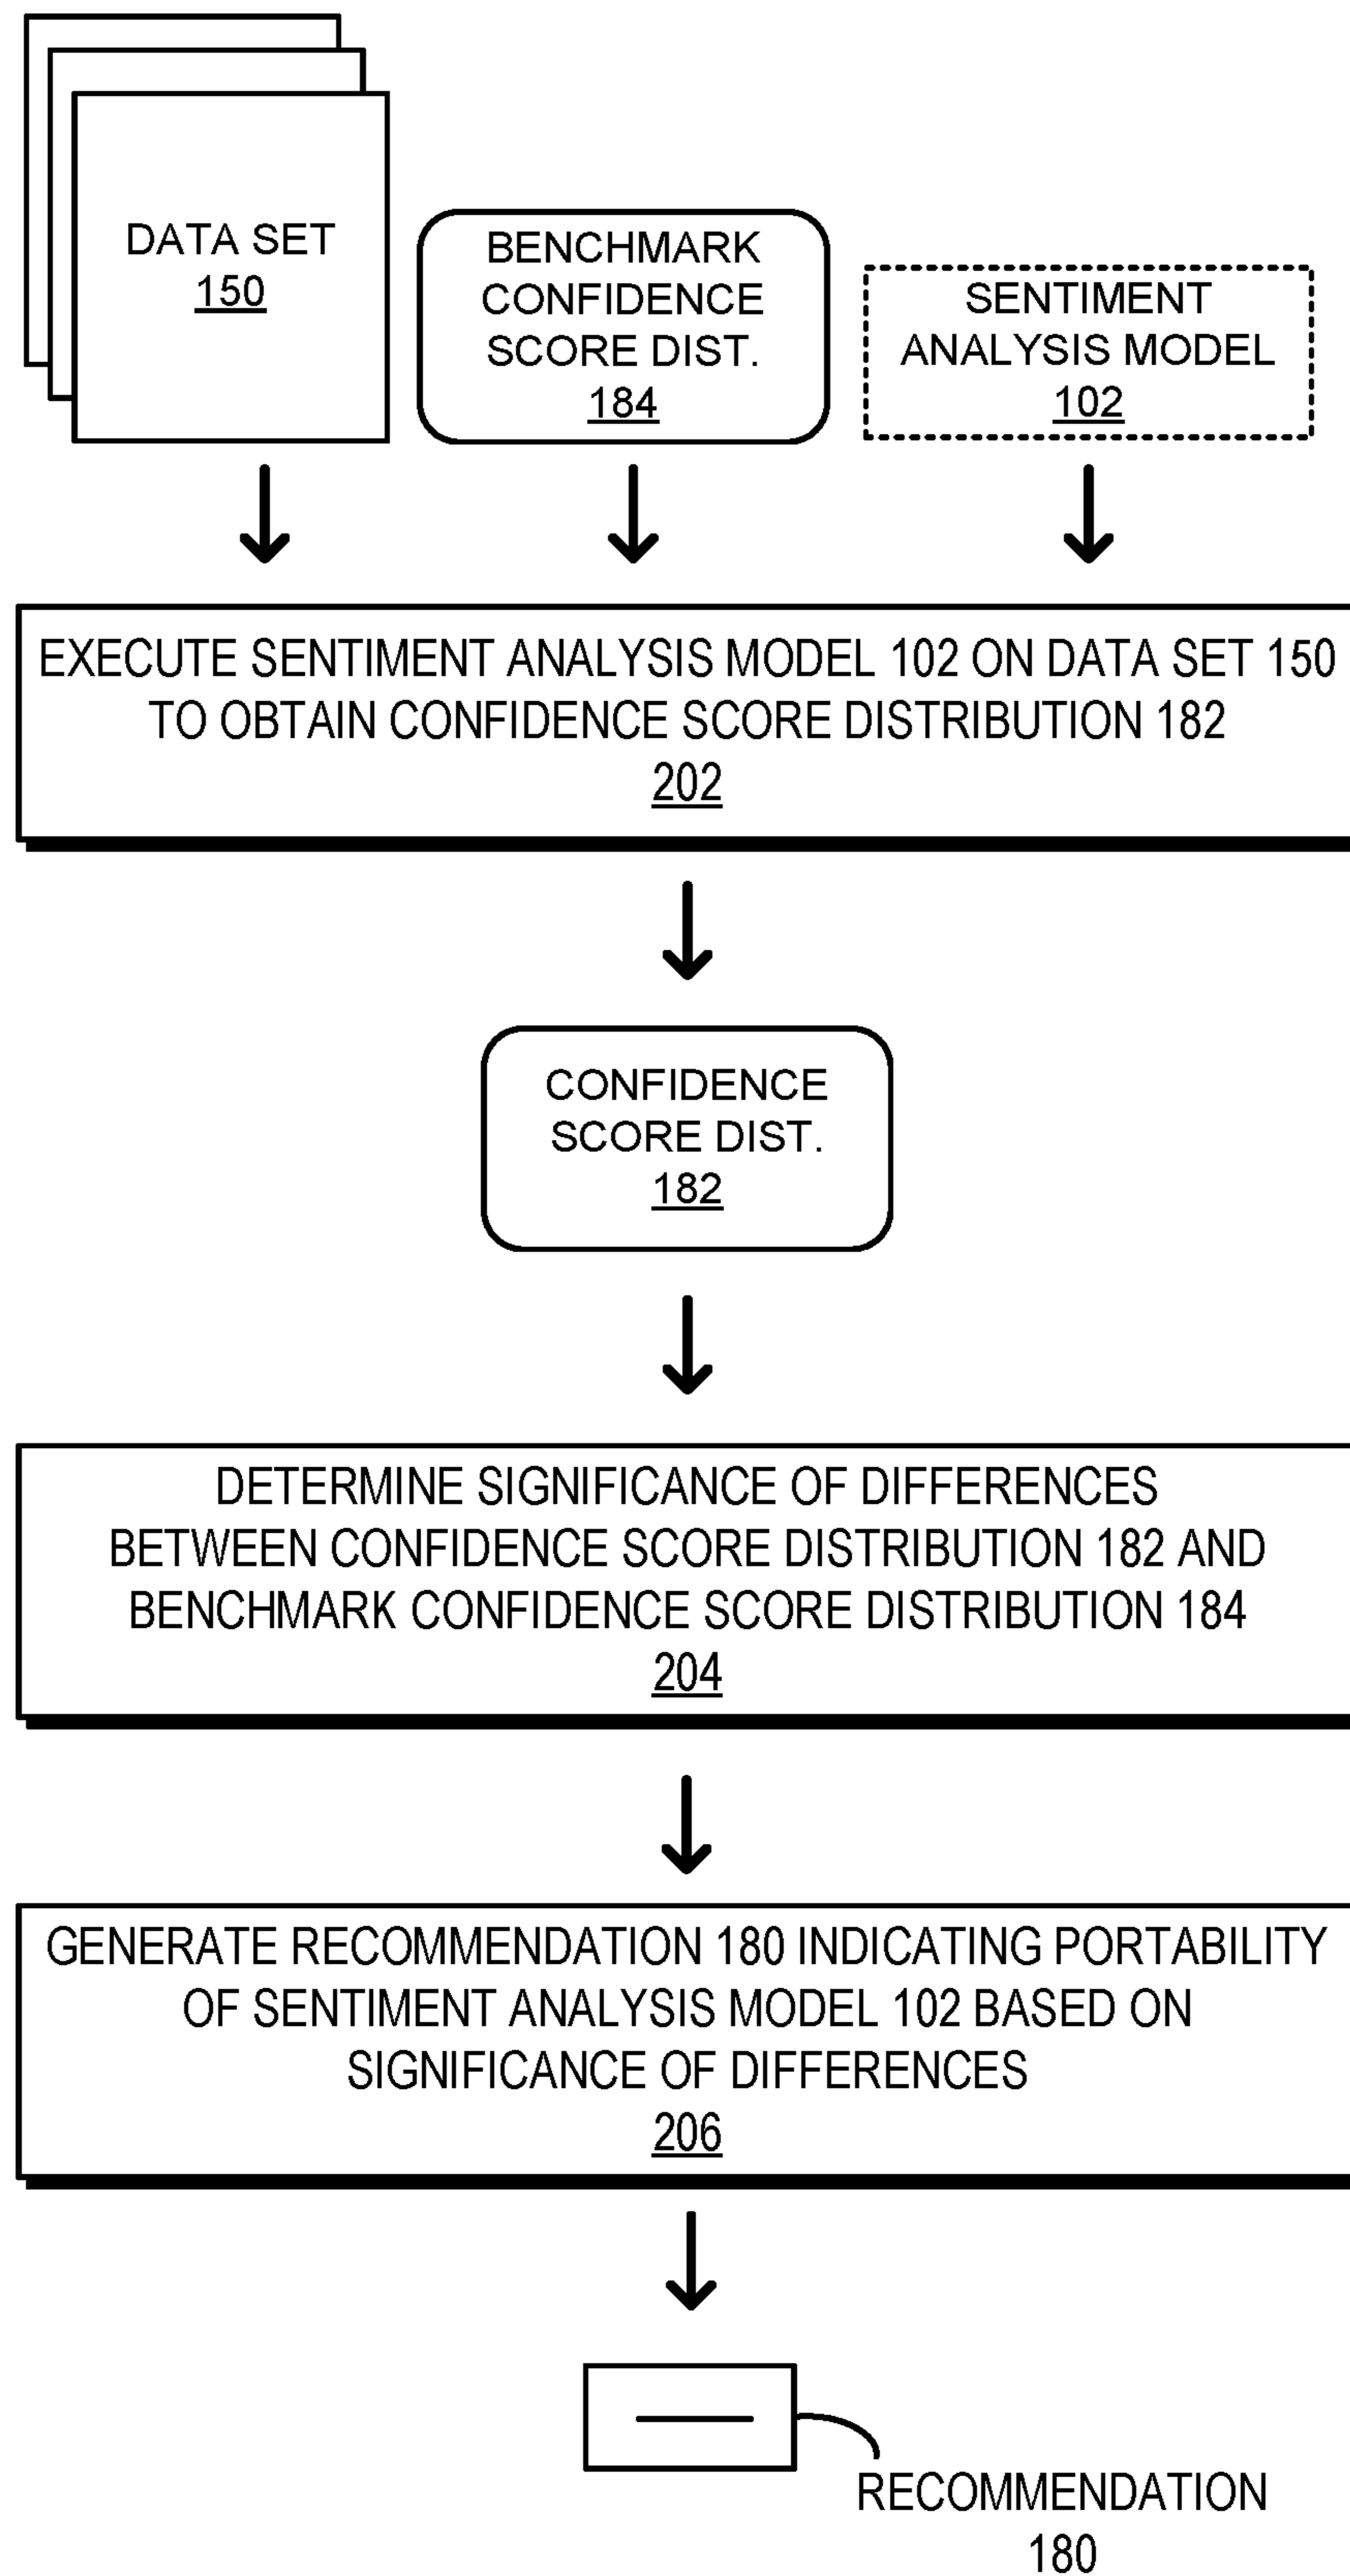 DATA SET
150
BENCHMARK
CONFIDENCE
SCORE DIST.
184
SENTIMENT
ANALYSIS MODEL
102
EXECUTE SENTIMENT ANALYSIS MODEL 102 ON DATA SET 150
TO OBTAIN CONFIDENCE SCORE DISTRIBUTION 182
202
CONFIDENCE
SCORE DIST.
182
DETERMINE SIGNIFICANCE OF DIFFERENCES
BETWEEN CONFIDENCE SCORE DISTRIBUTION 182 AND
BENCHMARK CONFIDENCE SCORE DISTRIBUTION 184
204
GENERATE RECOMMENDATION 180 INDICATING PORTABILITY
OF SENTIMENT ANALYSIS MODEL 102 BASED ON
SIGNIFICANCE OF DIFFERENCES
206
RECOMMENDATION
180